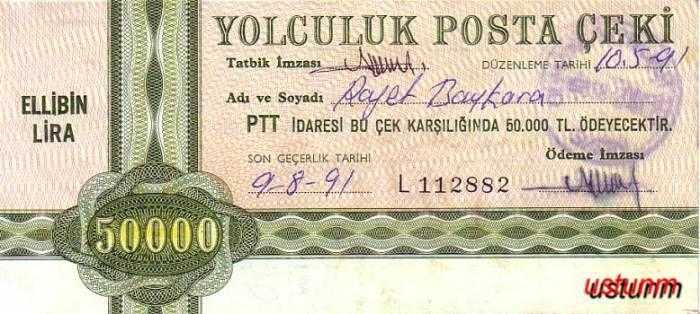 YOLCULUK POSTA ÇEKİ
Tatbik İmzası DÜZENLEME TARİHİ 10.5-91
ELLİBİN
LİRA
Adı ve Soyadı Baykara
PTT İDARESİ BU ÇEK KARŞILIĞINDA 50.000 TL. ÖDEYECEKTİR.
SON GEÇERLİK TARİHİ Ödeme İmzası
9-8-91 L 112882
50000
ustunm